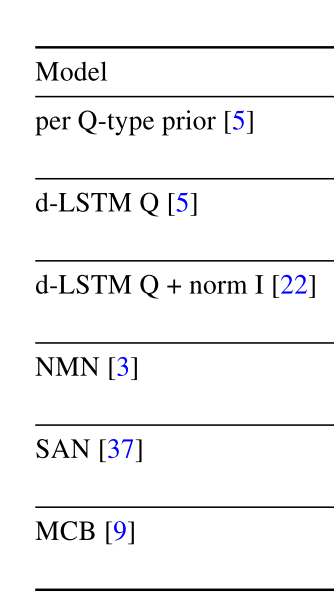 Model
per Q-type prior [5]
d-LSTM Q [5]
d-LSTM Q + norm I [22]
NMN [3]
SAN [37]
MCB [9]